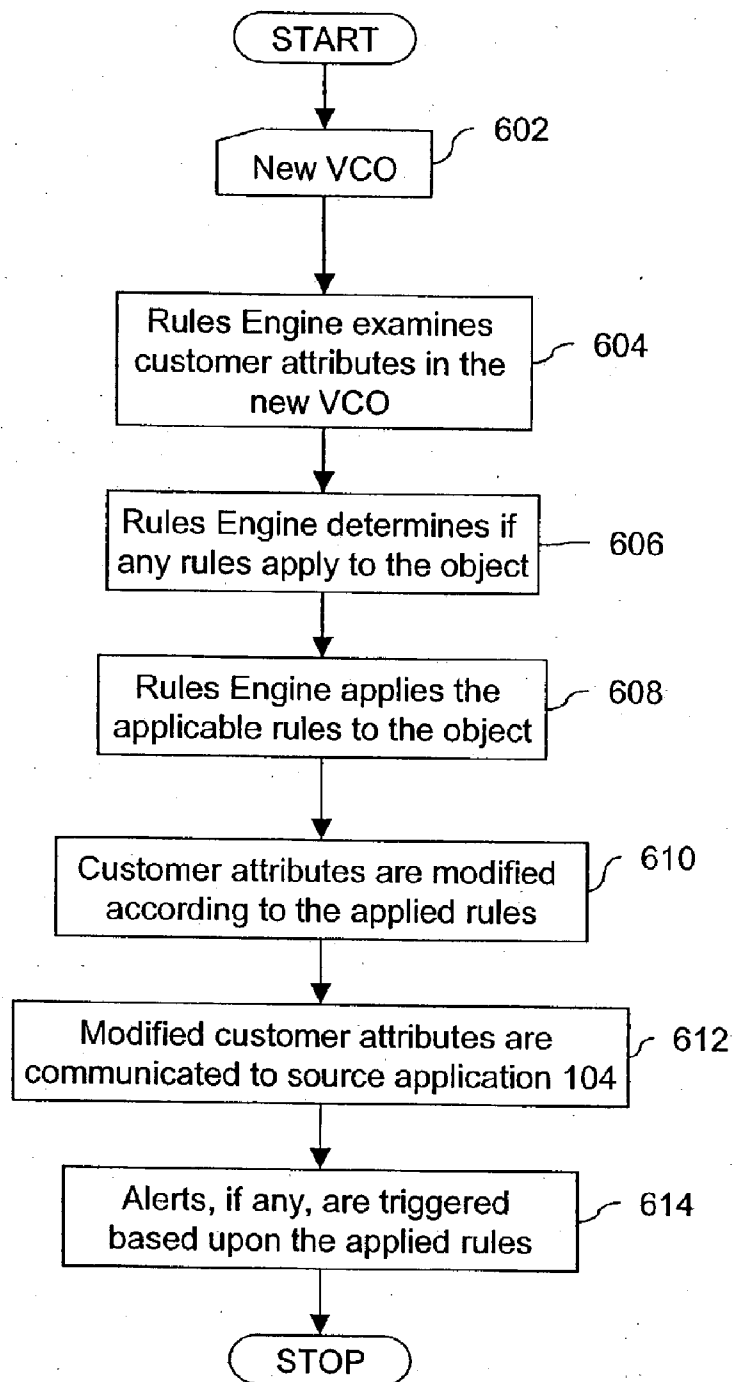 START
602
New VCO
Rules Engine examines
customer attributes in the
new VCO
604
Rules Engine determines if
any rules apply to the object
606
Rules Engine applies the
applicable rules to the object
608
Customer attributes are modified
according to the applied rules
610
Modified customer attributes are
communicated to source application 104
612
Alerts, if any, are triggered
based upon the applied rules
614
STOP